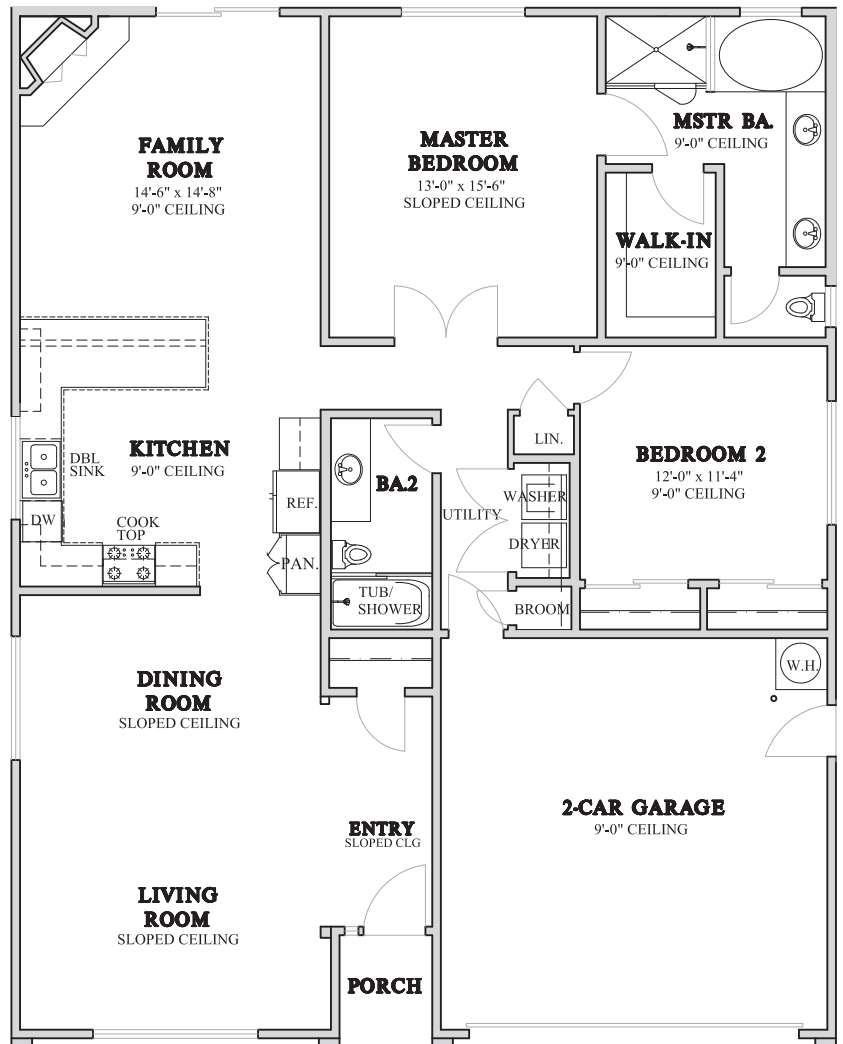 FAMILY
ROOM
14'-6" x 14'-8"
9'-0" CEILING
MASTER
BEDROOM
13'-0" x 15'-6"
SLOPED CEILING
MSTR BA.
9'-0" CEILING
WALK-IN
9'-0" CEILING
KITCHEN
9'-0" CEILING
DBL
SINK
DW
COOK
TOP
REF.
PAN.
BA.2
TUB/
SHOWER
UTILITY
LIN.
WASHER
DRYER
BROOM
BEDROOM 2
12'-0" x 11'-4"
9'-0" CEILING
DINING
ROOM
SLOPED CEILING
W.H.
2-CAR GARAGE
9'-0" CEILING
ENTRY
SLOPED CLG
LIVING
ROOM
SLOPED CEILING
PORCH